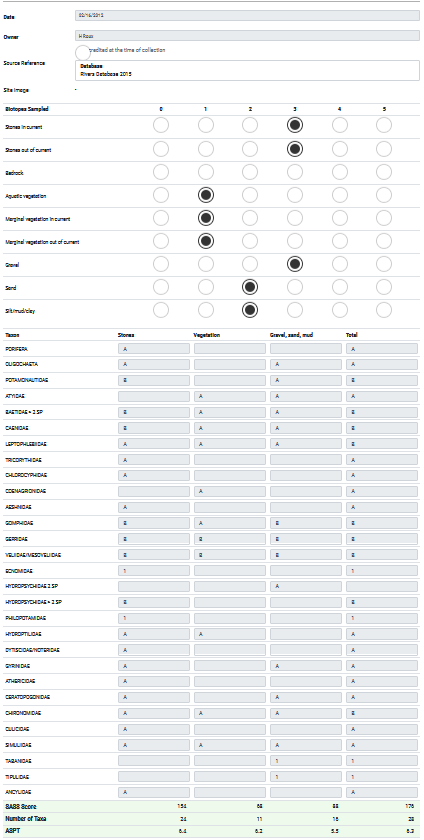 Date 02/16/2012
Owner H Roux
credited at the time of collection
Source Reference Database
Rivers Database 2015
Site Image -
Biotopes Sampled 0 1 2 3 4 5
Stones in current
Stones out of current
Bedrock
Aquatic vegetation
Marginal vegetation in current
Marginal vegetation out of current
Gravel
Sand
Silt/mud/clay
Taxon Stones Vegetation Gravel, sand, mud Total
PORIFERA A A
OLIGOCHAETA A A A
POTAMONAUTIDAE B A B
ATYIDAE A A A
BAETIDAE > 2 SP B A A B
CAENIDAE B A A B
LEPTOPHLEBIIDAE A A A B
TRICORYTHIDAE A A
CHLOROCYPHIDAE A A
COENAGRIONIDAE A A
AESHNIDAE A A
GOMPHIDAE B A B B
GERRIDAE B B B B
VELIIDAE/MESOVELIIDAE B B B B
ECNOMIDAE 1 1
HYDROPSYCHIDAE 2 SP A
HYDROPSYCHIDAE > 2 SP B B
PHILOPOTAMIDAE 1 1
HYDROPTILIDAE A A A
DYTISCIDAE/NOTERIDAE A A
GYRINIDAE A A A
ATHERICIDAE A A
CERATOPOGONIDAE A A A
CHIRONOMIDAE A A A B
CULICIDAE A A
SIMULIIDAE A A A A
TABANIDAE 1 1
TIPULIDAE 1 1
ANCYLIDAE A A
SASS Score 154 68 88 176
Number of Taxa 24 11 16 28
ASPT 6.4 6.2 5.5 6.3